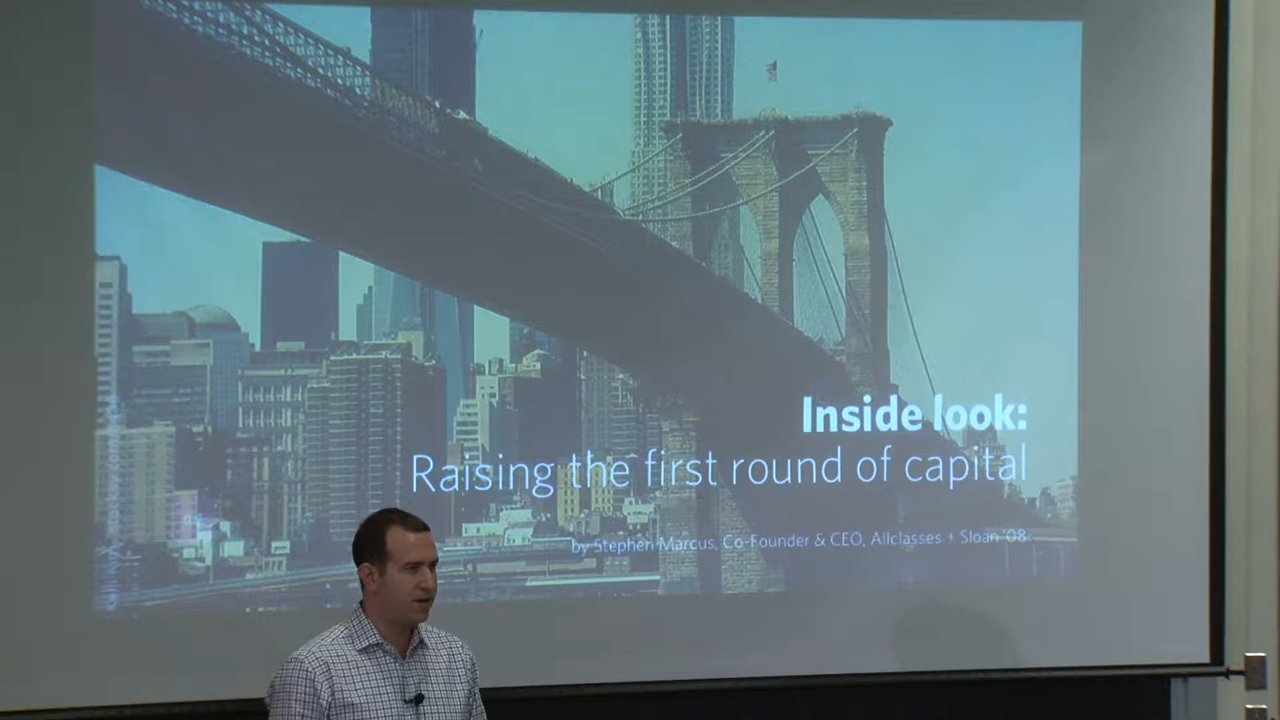 Inside look:
Raising the first round of capital
by Stephen Marcus, Co-Founder & CEO, Allclasses + Sloan '08